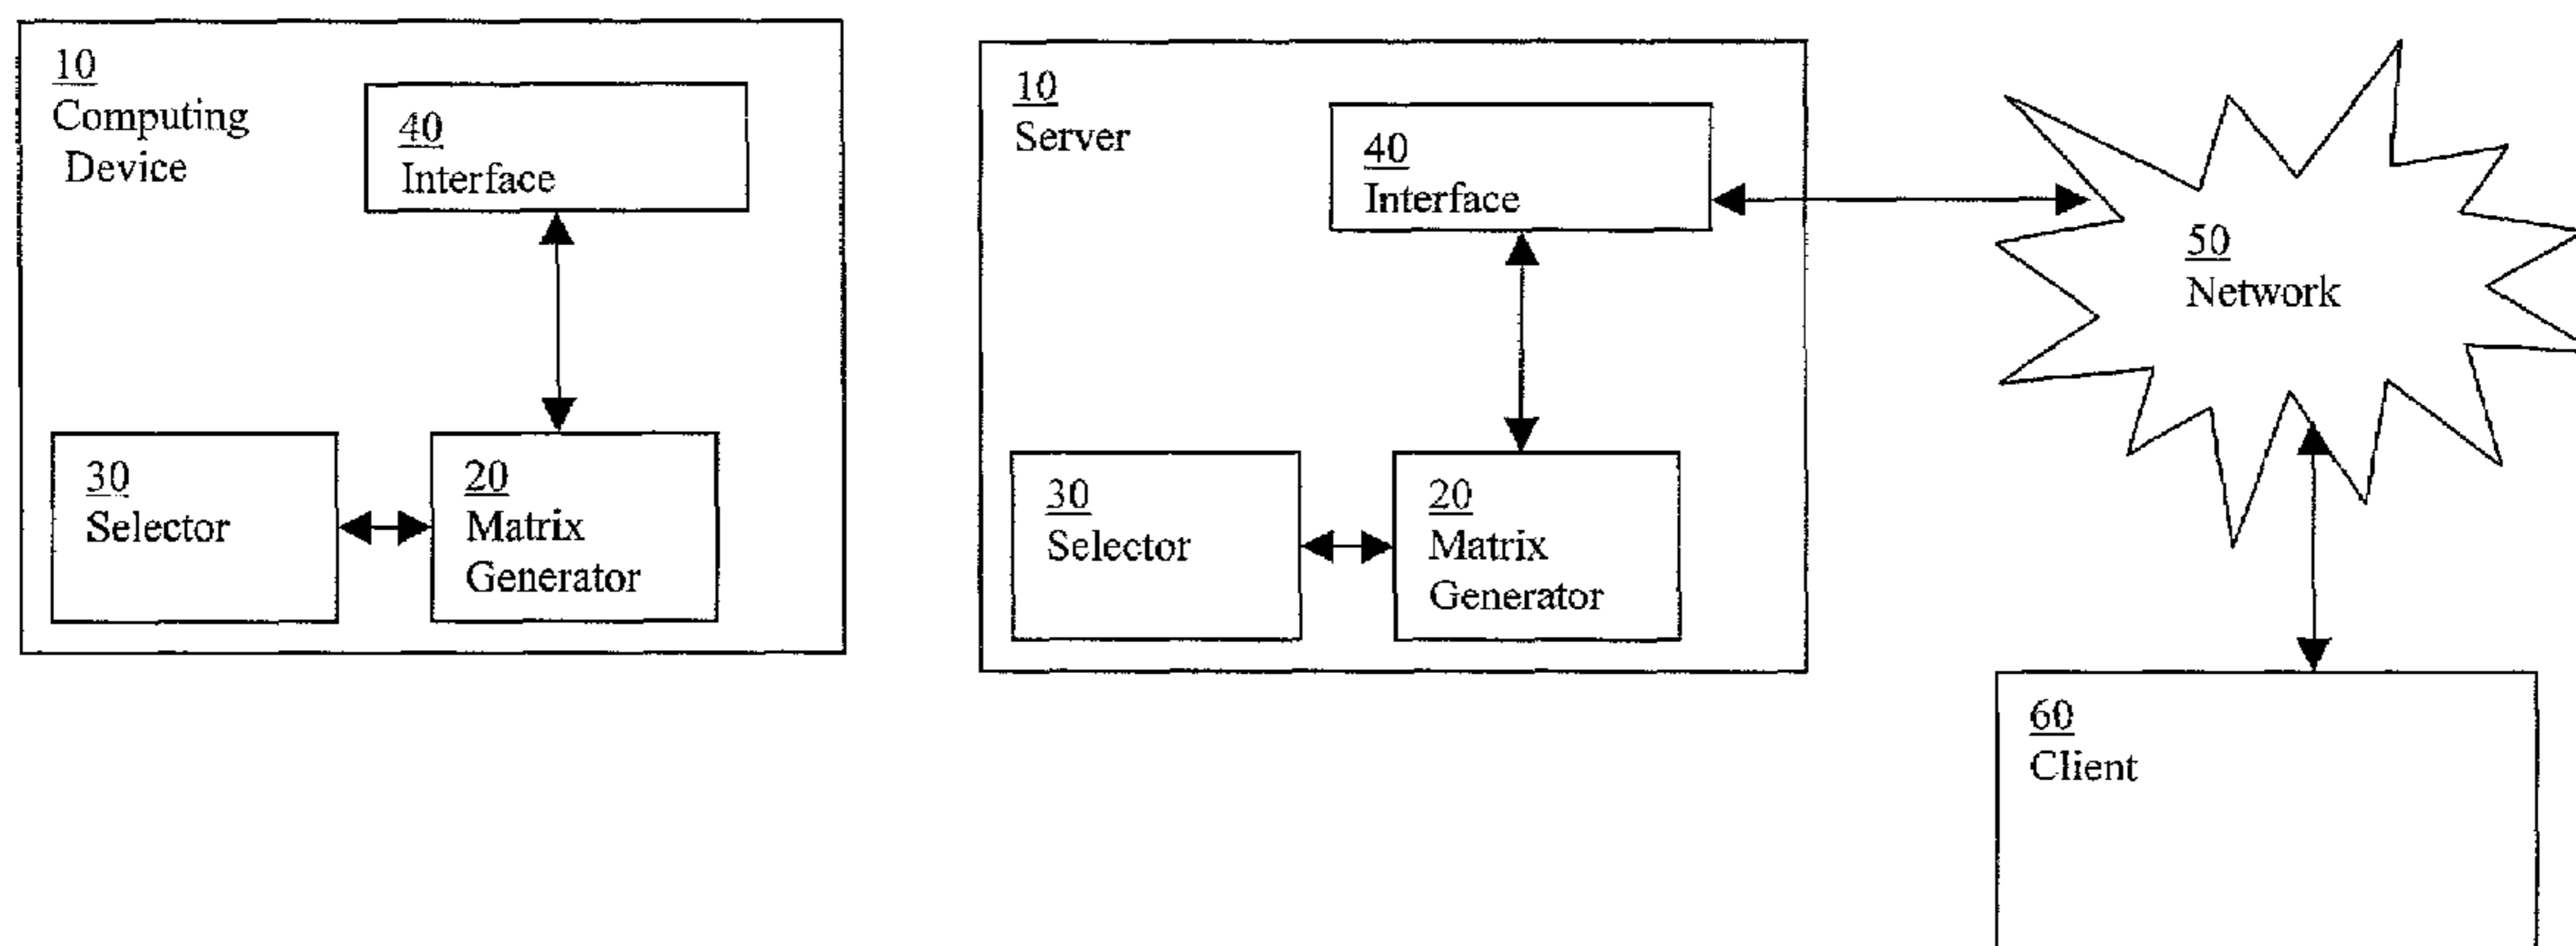 10
Computing
Device
40
Interface
30
Selector
20
Matrix
Generator
10
Server
40
Interface
30
Selector
20
Matrix
Generator
50
Network
60
Client